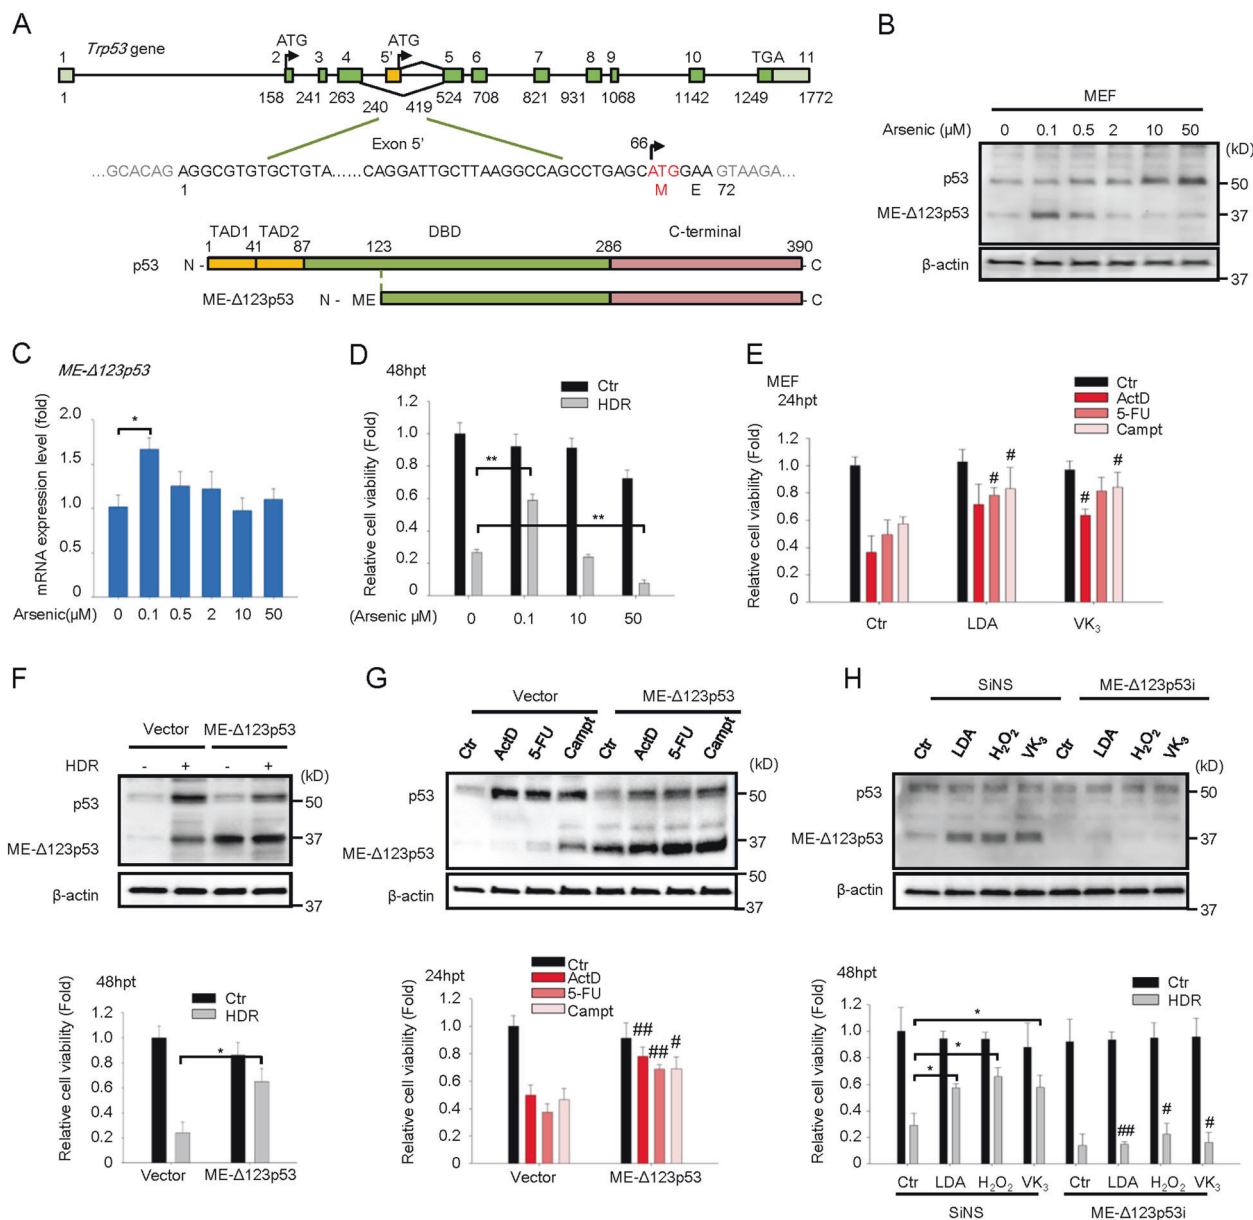 A
Trp53 gene
ATG ATG
1 2 3 4 5' 5 6 7 8 9 10 TGA 11
1 158 241 263 240 419 524 708 821 931 1068 1142 1249 1772
Exon 5'
66
...GCACAG AGGCGTGTGCTGTA......CAGGATTGCTTAAGGCCAGCCTGAGCATGGAA GTAAGA...
1 M E 72
TAD1 TAD2 DBD C-terminal
1 41 87 123 286 390
p53 N - - C
ME-Δ123p53 N - ME - C
B
MEF
Arsenic (µM) 0 0.1 0.5 2 10 50
(kD)
p53 50
ME-Δ123p53 37
β-actin
37
C
ME-Δ123p53
mRNA expression level (fold)
2.0
*
1.5
1.0
0.5
0
Arsenic(µM) 0 0.1 0.5 2 10 50
D
48hpt
Ctr
HDR
Relative cell viability (Fold)
1.2
1.0
0.8
**
0.6
0.4
**
0.2
0
(Arsenic µM) 0 0.1 10 50
E
MEF
24hpt
Ctr
ActD
5-FU
Campt
Relative cell viability (Fold)
1.2
1.0
# # #
0.8
#
0.6
0.4
0.2
0
Ctr LDA VK3
F
Vector ME-Δ123p53
HDR - + - +
(kD)
p53 50
ME-Δ123p53 37
50
β-actin
37
48hpt
Ctr
HDR
Relative cell viability (Fold)
1.2
1.0
*
0.8
0.6
0.4
0.2
0
Vector ME-Δ123p53
G
Vector ME-Δ123p53
Ctr ActD 5-FU Campt Ctr ActD 5-FU Campt
(kD)
p53 50
37
ME-Δ123p53
50
β-actin
37
24hpt
Ctr
ActD
5-FU
Campt
Relative cell viability (Fold)
1.2
1.0
## ## #
0.8
0.6
0.4
0.2
0
Vector ME-Δ123p53
H
SiNS ME-Δ123p53i
Ctr LDA H2O2 VK3 Ctr LDA H2O2 VK3
(kD)
p53 50
ME-Δ123p53 37
50
β-actin
37
48hpt
Ctr
HDR
Relative cell viability (Fold)
1.2
*
1.0
*
0.8
*
0.6
0.4
## # #
0.2
0
Ctr LDA H2O2 VK3 Ctr LDA H2O2 VK3
SiNS ME-Δ123p53i